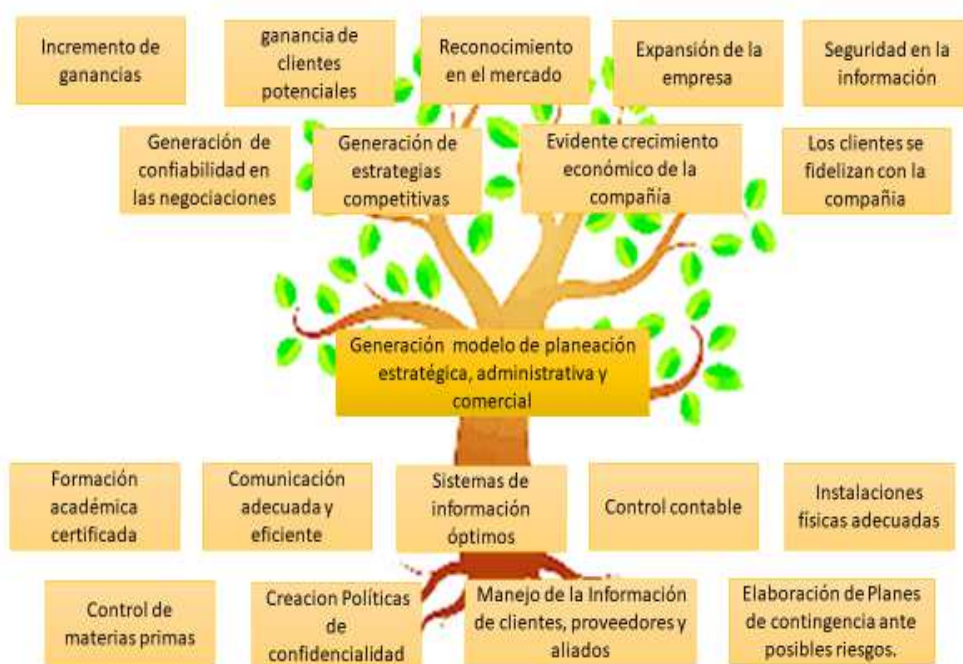 Incremento de
ganancias
ganancia de
clientes
potenciales
Reconocimiento
en el mercado
Expansión de la
empresa
Seguridad en la
información
Generación de
confiabilidad en
las negociaciones
Generación de
estrategias
competitivas
Evidente crecimiento
económico de la
compañía
Los clientes se
fidelizan con la
compañia
Generación modelo de planeación
estratégica, administrativa y
comercial
Formación
académica
certificada
Comunicación
adecuada y
eficiente
Sistemas de
información
óptimos
Control contable
Instalaciones
físicas adecuadas
Control de
materias primas
Creacion Políticas
de
confidencialidad
Manejo de la Información
de clientes, proveedores y
aliados
Elaboración de Planes
de contingencia ante
posibles riesgos.